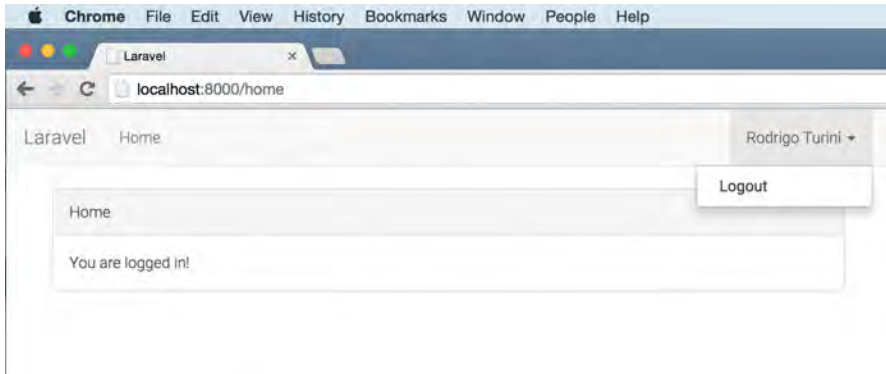 Chrome File Edit View History Bookmarks Window People Help
Laravel ×
localhost:8000/home
Laravel Home Rodrigo Turini
Logout
Home
You are logged in!